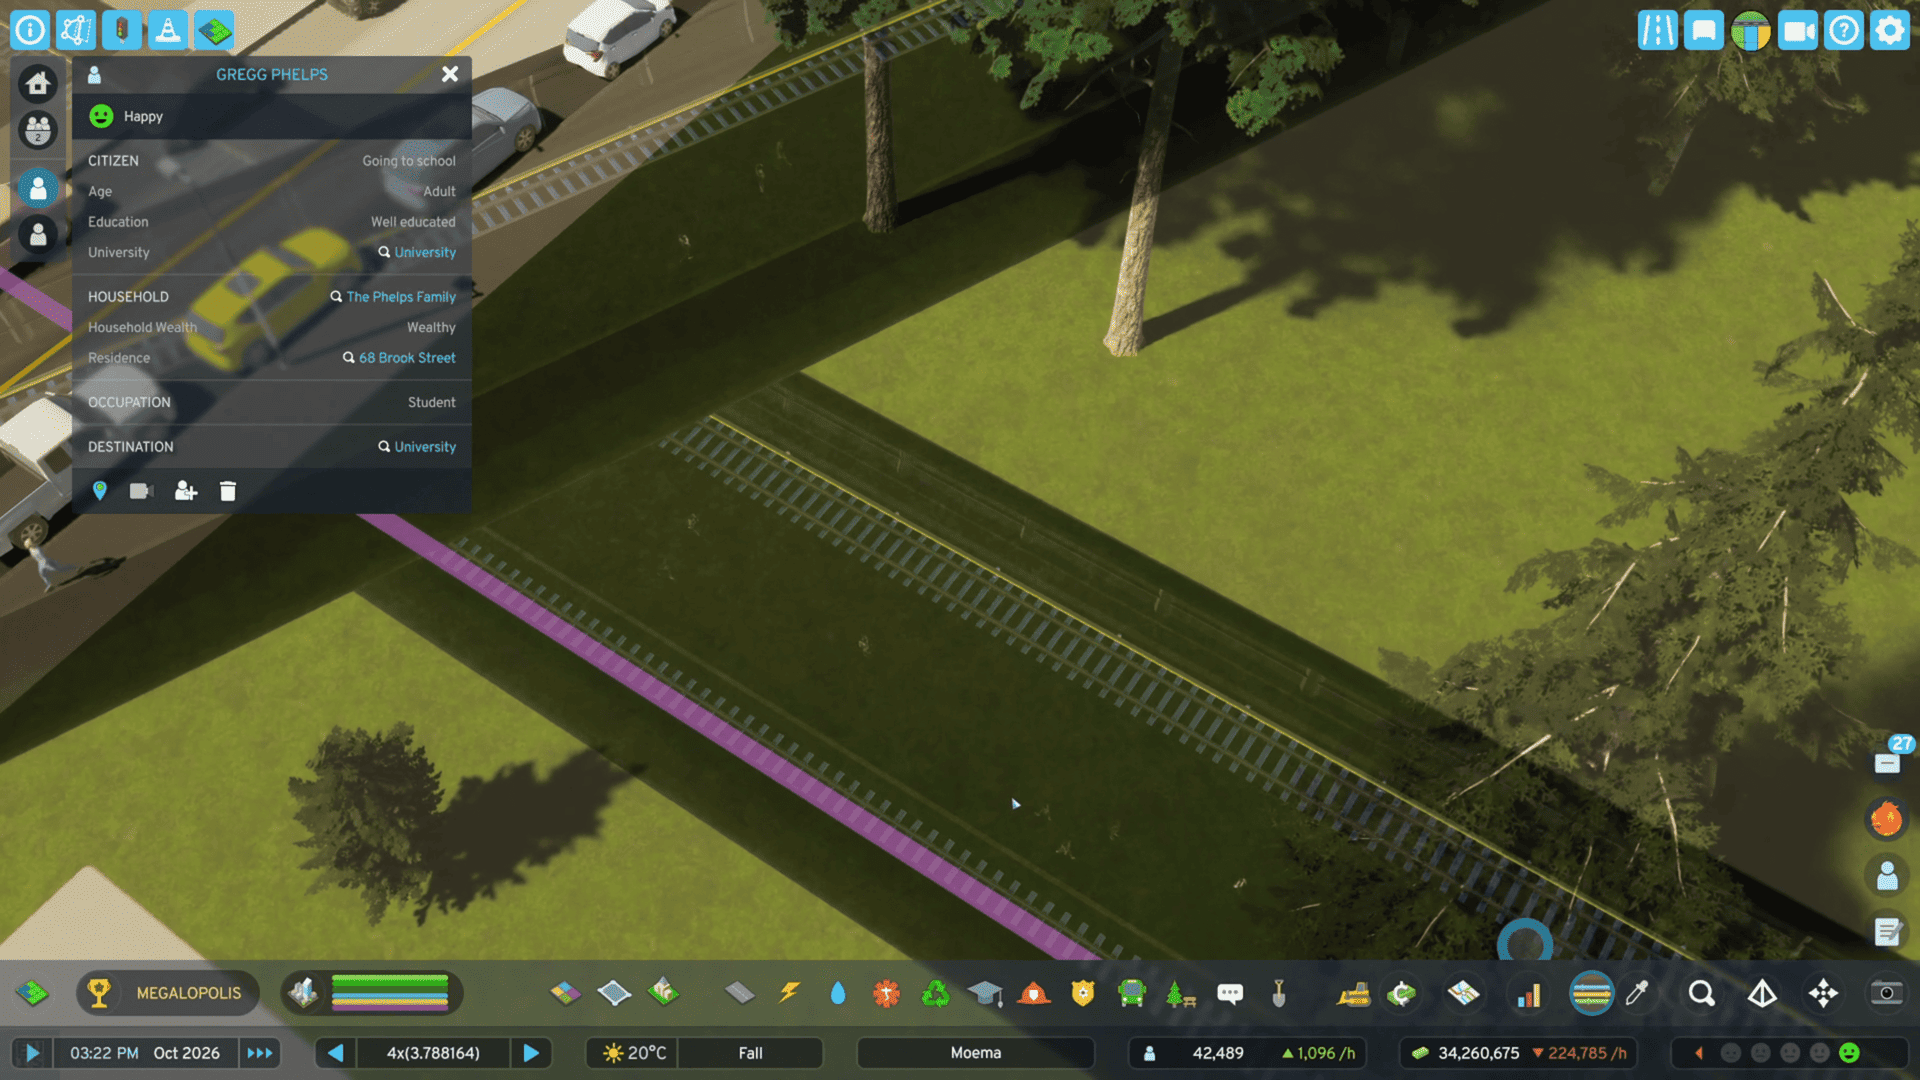 GREGG PHELPS
Happy
CITIZEN Going to school
Age Adult
Education Well educated
University University
HOUSEHOLD The Phelps Family
Household Wealth Wealthy
Residence 68 Brook Street
OCCUPATION Student
DESTINATION University
2
27
MEGALOPOLIS
03:22 PM Oct 2026 4x(3.788164) 20°C Fall Moema 42,489 1,096 /h 34,260,675 224,785 /h